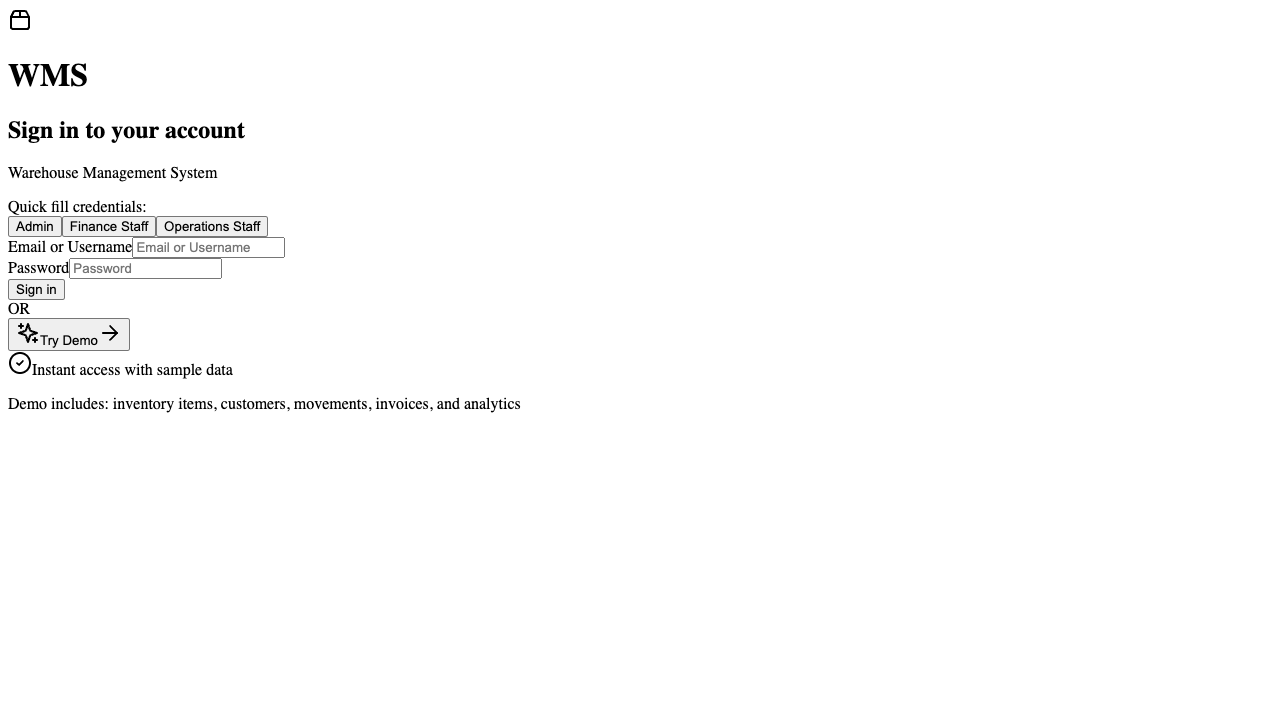 WMS
Sign in to your account
Warehouse Management System
Quick fill credentials:
Admin Finance Staff Operations Staff
Email or Username Email or Username
Password Password
Sign in
OR
Try Demo
Instant access with sample data
Demo includes: inventory items, customers, movements, invoices, and analytics